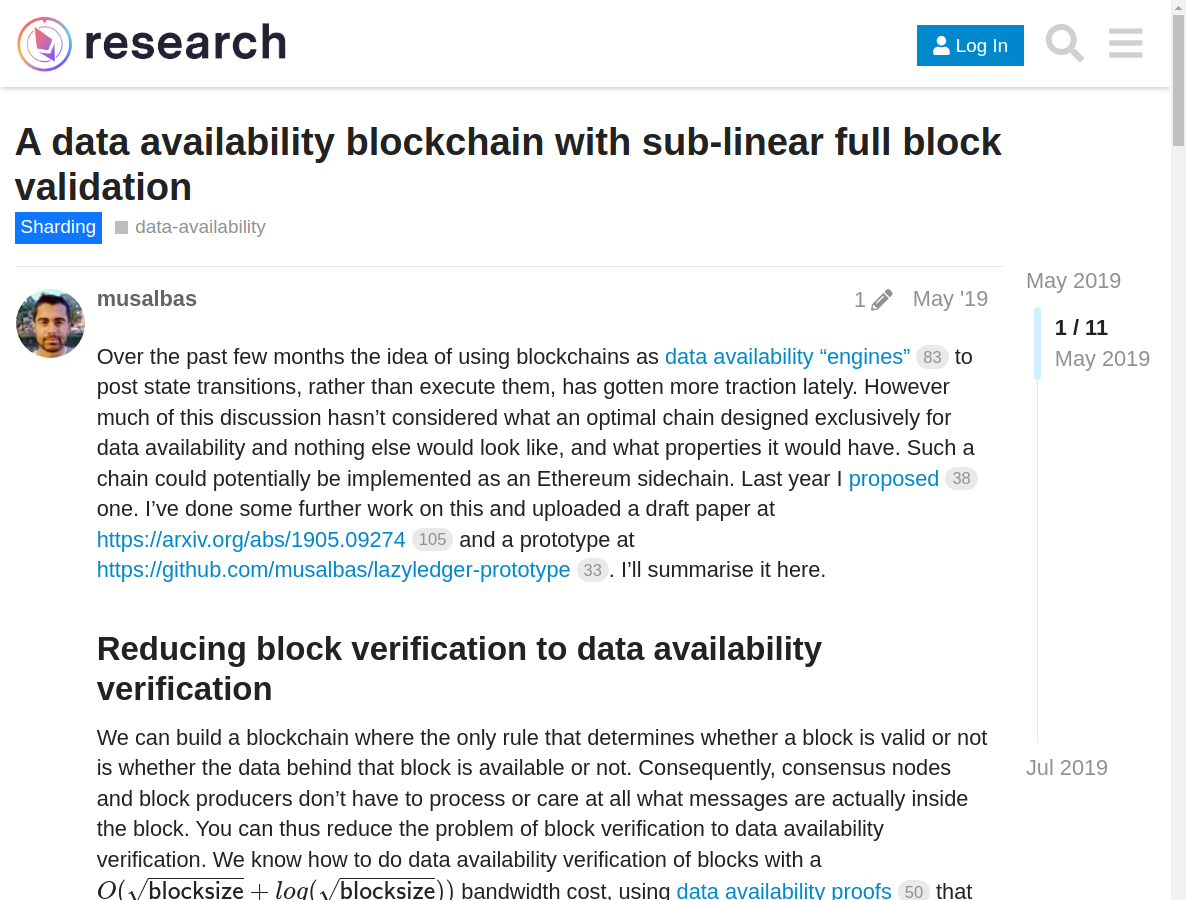 research
Log In
A data availability blockchain with sub-linear full block
validation
Sharding data-availability
musalbas 1 May '19
May 2019
1 / 11
May 2019
Over the past few months the idea of using blockchains as data availability “engines” 83 to
post state transitions, rather than execute them, has gotten more traction lately. However
much of this discussion hasn’t considered what an optimal chain designed exclusively for
data availability and nothing else would look like, and what properties it would have. Such a
chain could potentially be implemented as an Ethereum sidechain. Last year I proposed 38
one. I’ve done some further work on this and uploaded a draft paper at
https://arxiv.org/abs/1905.09274 105 and a prototype at
https://github.com/musalbas/lazyledger-prototype 33. I’ll summarise it here.
Reducing block verification to data availability
verification
We can build a blockchain where the only rule that determines whether a block is valid or not
is whether the data behind that block is available or not. Consequently, consensus nodes
and block producers don’t have to process or care at all what messages are actually inside
the block. You can thus reduce the problem of block verification to data availability
verification. We know how to do data availability verification of blocks with a
O(√blocksize + log(√blocksize)) bandwidth cost, using data availability proofs 50 that
Jul 2019